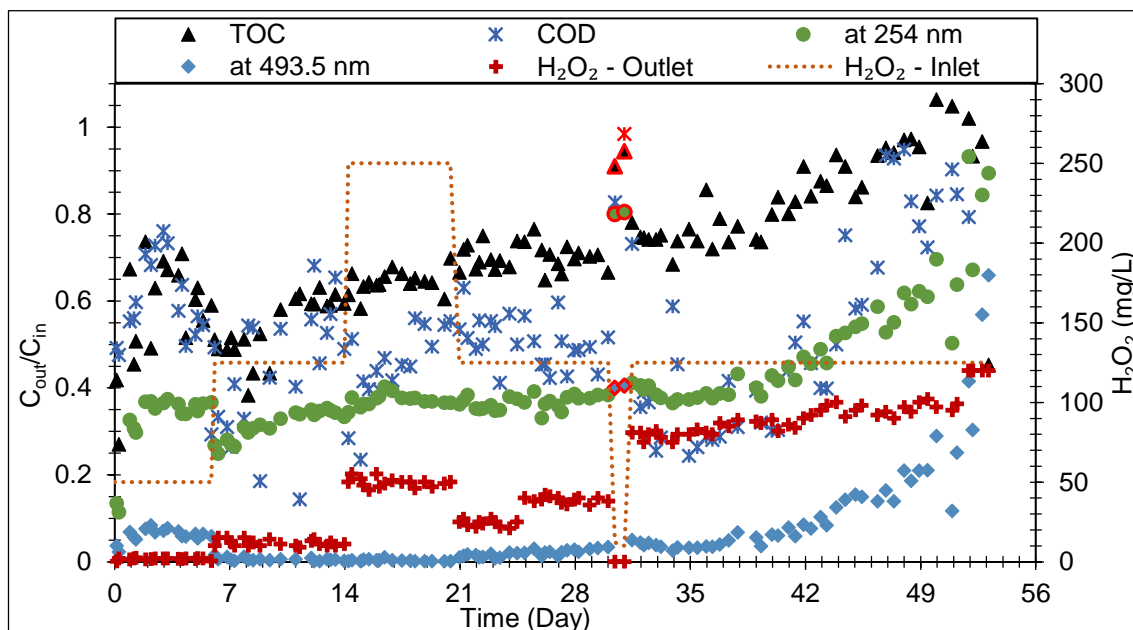 TOC COD at 254 nm
at 493.5 nm H₂O₂ - Outlet H₂O₂ - Inlet
C_out/C_in
0
0.2
0.4
0.6
0.8
1
H₂O₂ (mg/L)
0
50
100
150
200
250
300
0 7 14 21 28 35 42 49 56
Time (Day)